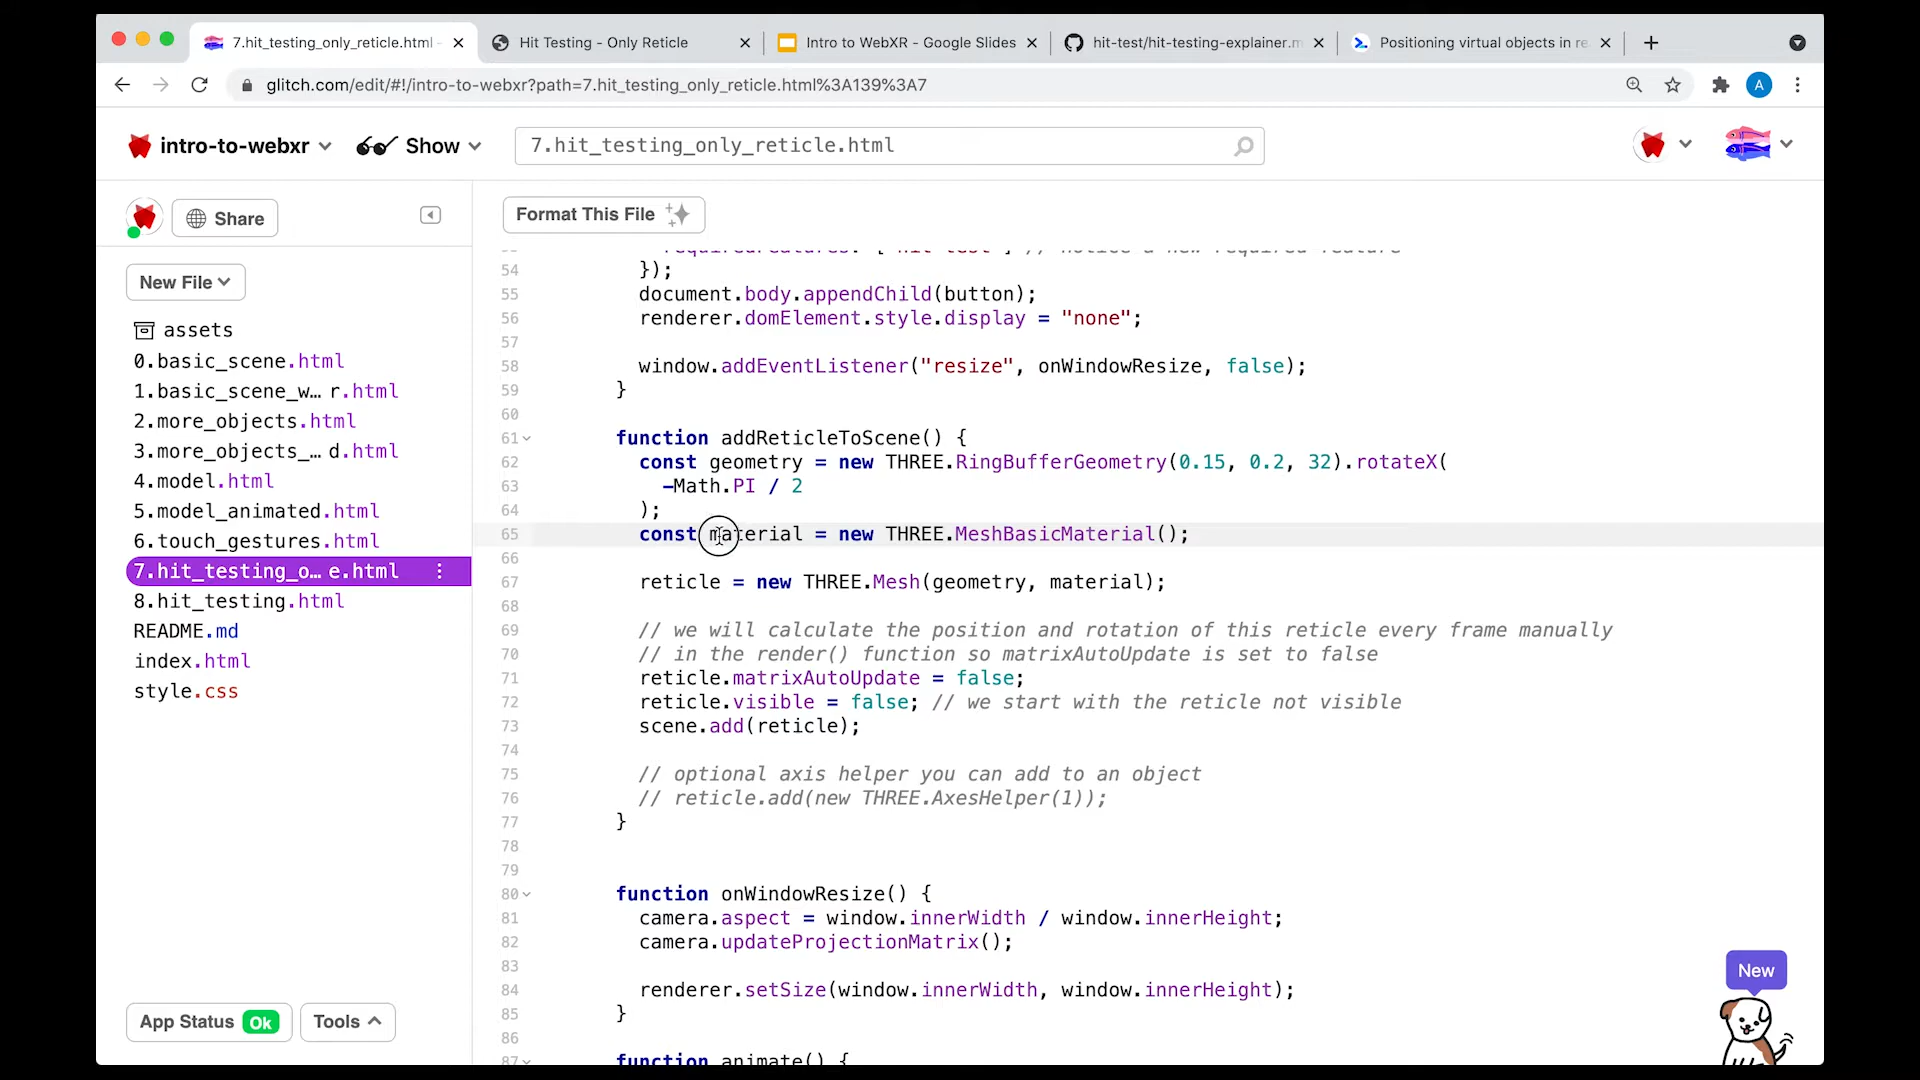 7.hit_testing_only_reticle.html -
Hit Testing - Only Reticle
Intro to WebXR - Google Slides
hit-test/hit-testing-explainer.m
Positioning virtual objects in re
glitch.com/edit/#!/intro-to-webxr?path=7.hit_testing_only_reticle.html%3A139%3A7
A
intro-to-webxr
Show
7.hit_testing_only_reticle.html
Share
Format This File
New File
assets
0.basic_scene.html
1.basic_scene_w… r.html
2.more_objects.html
3.more_objects_… d.html
4.model.html
5.model_animated.html
6.touch_gestures.html
7.hit_testing_o… e.html
8.hit_testing.html
README.md
index.html
style.css
App Status Ok
Tools
54 });
55 document.body.appendChild(button);
56 renderer.domElement.style.display = "none";
57
58 window.addEventListener("resize", onWindowResize, false);
59 }
60
61 function addReticleToScene() {
62 const geometry = new THREE.RingBufferGeometry(0.15, 0.2, 32).rotateX(
63 -Math.PI / 2
64 );
65 const material = new THREE.MeshBasicMaterial();
66
67 reticle = new THREE.Mesh(geometry, material);
68
69 // we will calculate the position and rotation of this reticle every frame manually
70 // in the render() function so matrixAutoUpdate is set to false
71 reticle.matrixAutoUpdate = false;
72 reticle.visible = false; // we start with the reticle not visible
73 scene.add(reticle);
74
75 // optional axis helper you can add to an object
76 // reticle.add(new THREE.AxesHelper(1));
77 }
78
79
80 function onWindowResize() {
81 camera.aspect = window.innerWidth / window.innerHeight;
82 camera.updateProjectionMatrix();
83
84 renderer.setSize(window.innerWidth, window.innerHeight);
85 }
86
87 function animate() {
New